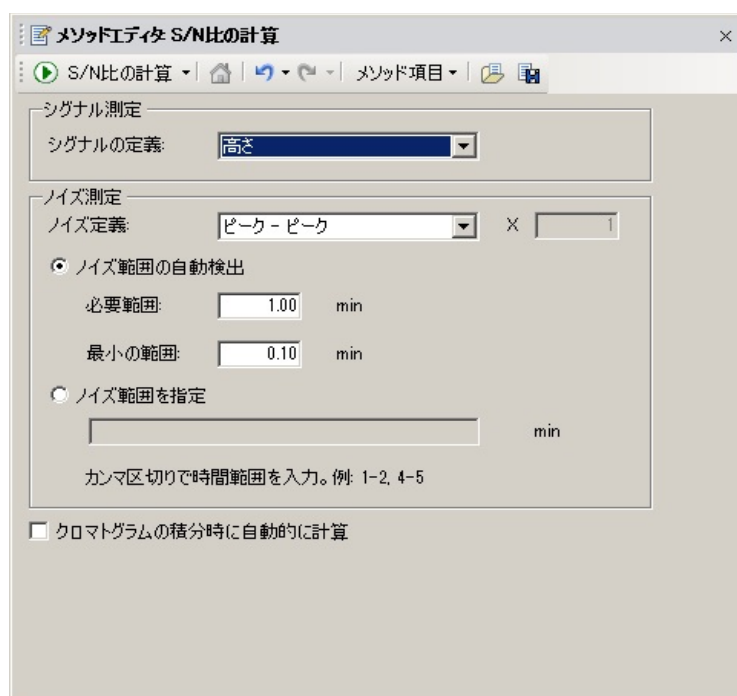 メソッドエディタ S/N比の計算
S/N比の計算 メソッド項目
シグナル測定
シグナルの定義: 高さ
ノイズ測定
ノイズ定義: ピーク - ピーク X 1
ノイズ範囲の自動検出
必要範囲: 1.00 min
最小の範囲: 0.10 min
ノイズ範囲を指定
min
カンマ区切りで時間範囲を入力。例: 1-2, 4-5
クロマトグラムの積分時に自動的に計算